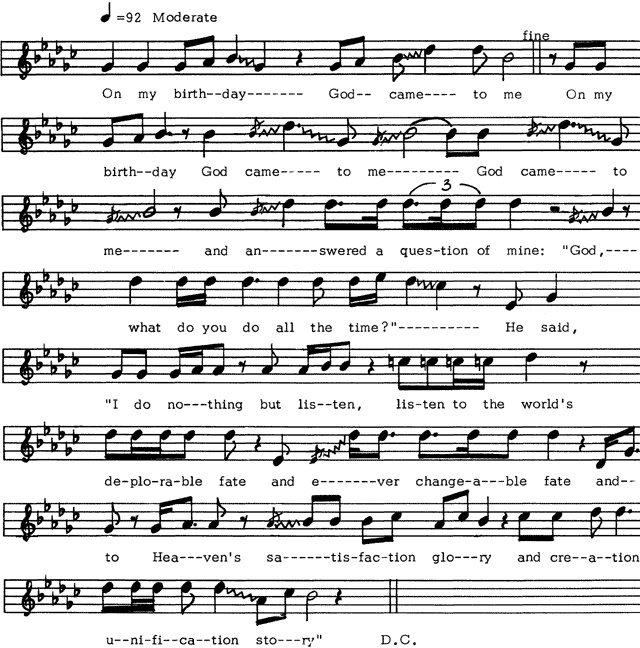 =92 Moderate
fine
On my birth--day------- God-- came---- to me On my
birth--day God came----- to me--------- God came----- to
me------- and an-------swered a ques-tion of mine: "God,----
3
what do you do all the time?"---------- He said,
"I do no---thing but lis--ten, lis-ten to the world's
de-plo-ra-ble fate and e-------ver change-a---ble fate and--
to Hea---ven's sa------tis-fac-tion glo---ry and cre--a--tion
u--ni-fi--ca--tion sto---ry" D.C.